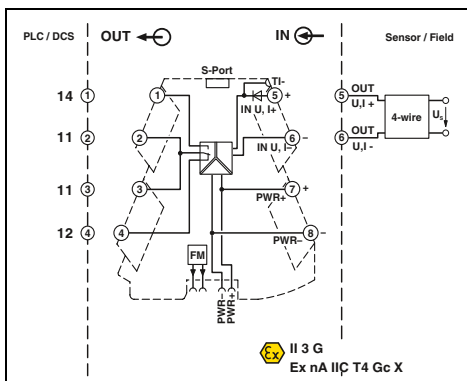 PLC / DCS OUT IN Sensor / Field
S-Port
TI-
14 1 1 5 + 5 OUT
IN U, I+ U,I +
4-wire Us
11 2 2 6 – 6 OUT
IN U, I– U,I -
11 3 3 7 +
PWR+
12 4 4 8 –
PWR–
FM
PWR– PWR+
Ex II 3 G
Ex nA IIC T4 Gc X